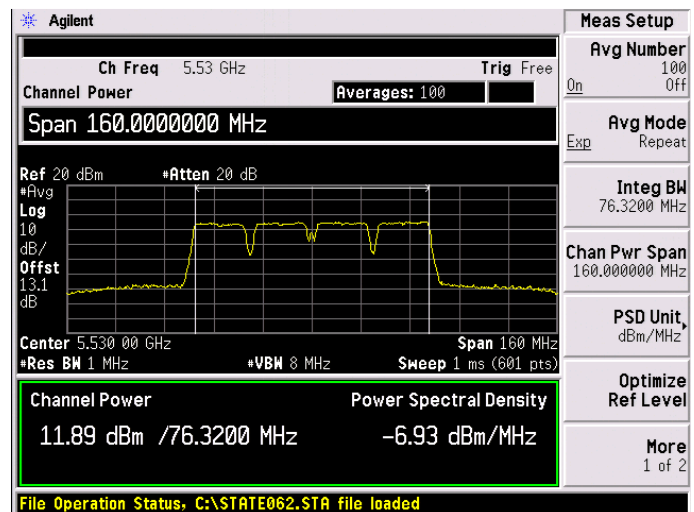 Agilent
Meas Setup
Ch Freq 5.53 GHz Trig Free
Channel Power Averages: 100
Span 160.0000000 MHz
Ref 20 dBm #Atten 20 dB
#Avg
Log
10
dB/
Offst
13.1
dB
Center 5.530 00 GHz Span 160 MHz
#Res BW 1 MHz #VBW 8 MHz Sweep 1 ms (601 pts)
Channel Power Power Spectral Density
11.89 dBm /76.3200 MHz -6.93 dBm/MHz
File Operation Status, C:\STATE062.STA file loaded
Avg Number
100
On Off
Avg Mode
Exp Repeat
Integ BW
76.3200 MHz
Chan Pwr Span
160.000000 MHz
PSD Unit
dBm/MHz
Optimize
Ref Level
More
1 of 2